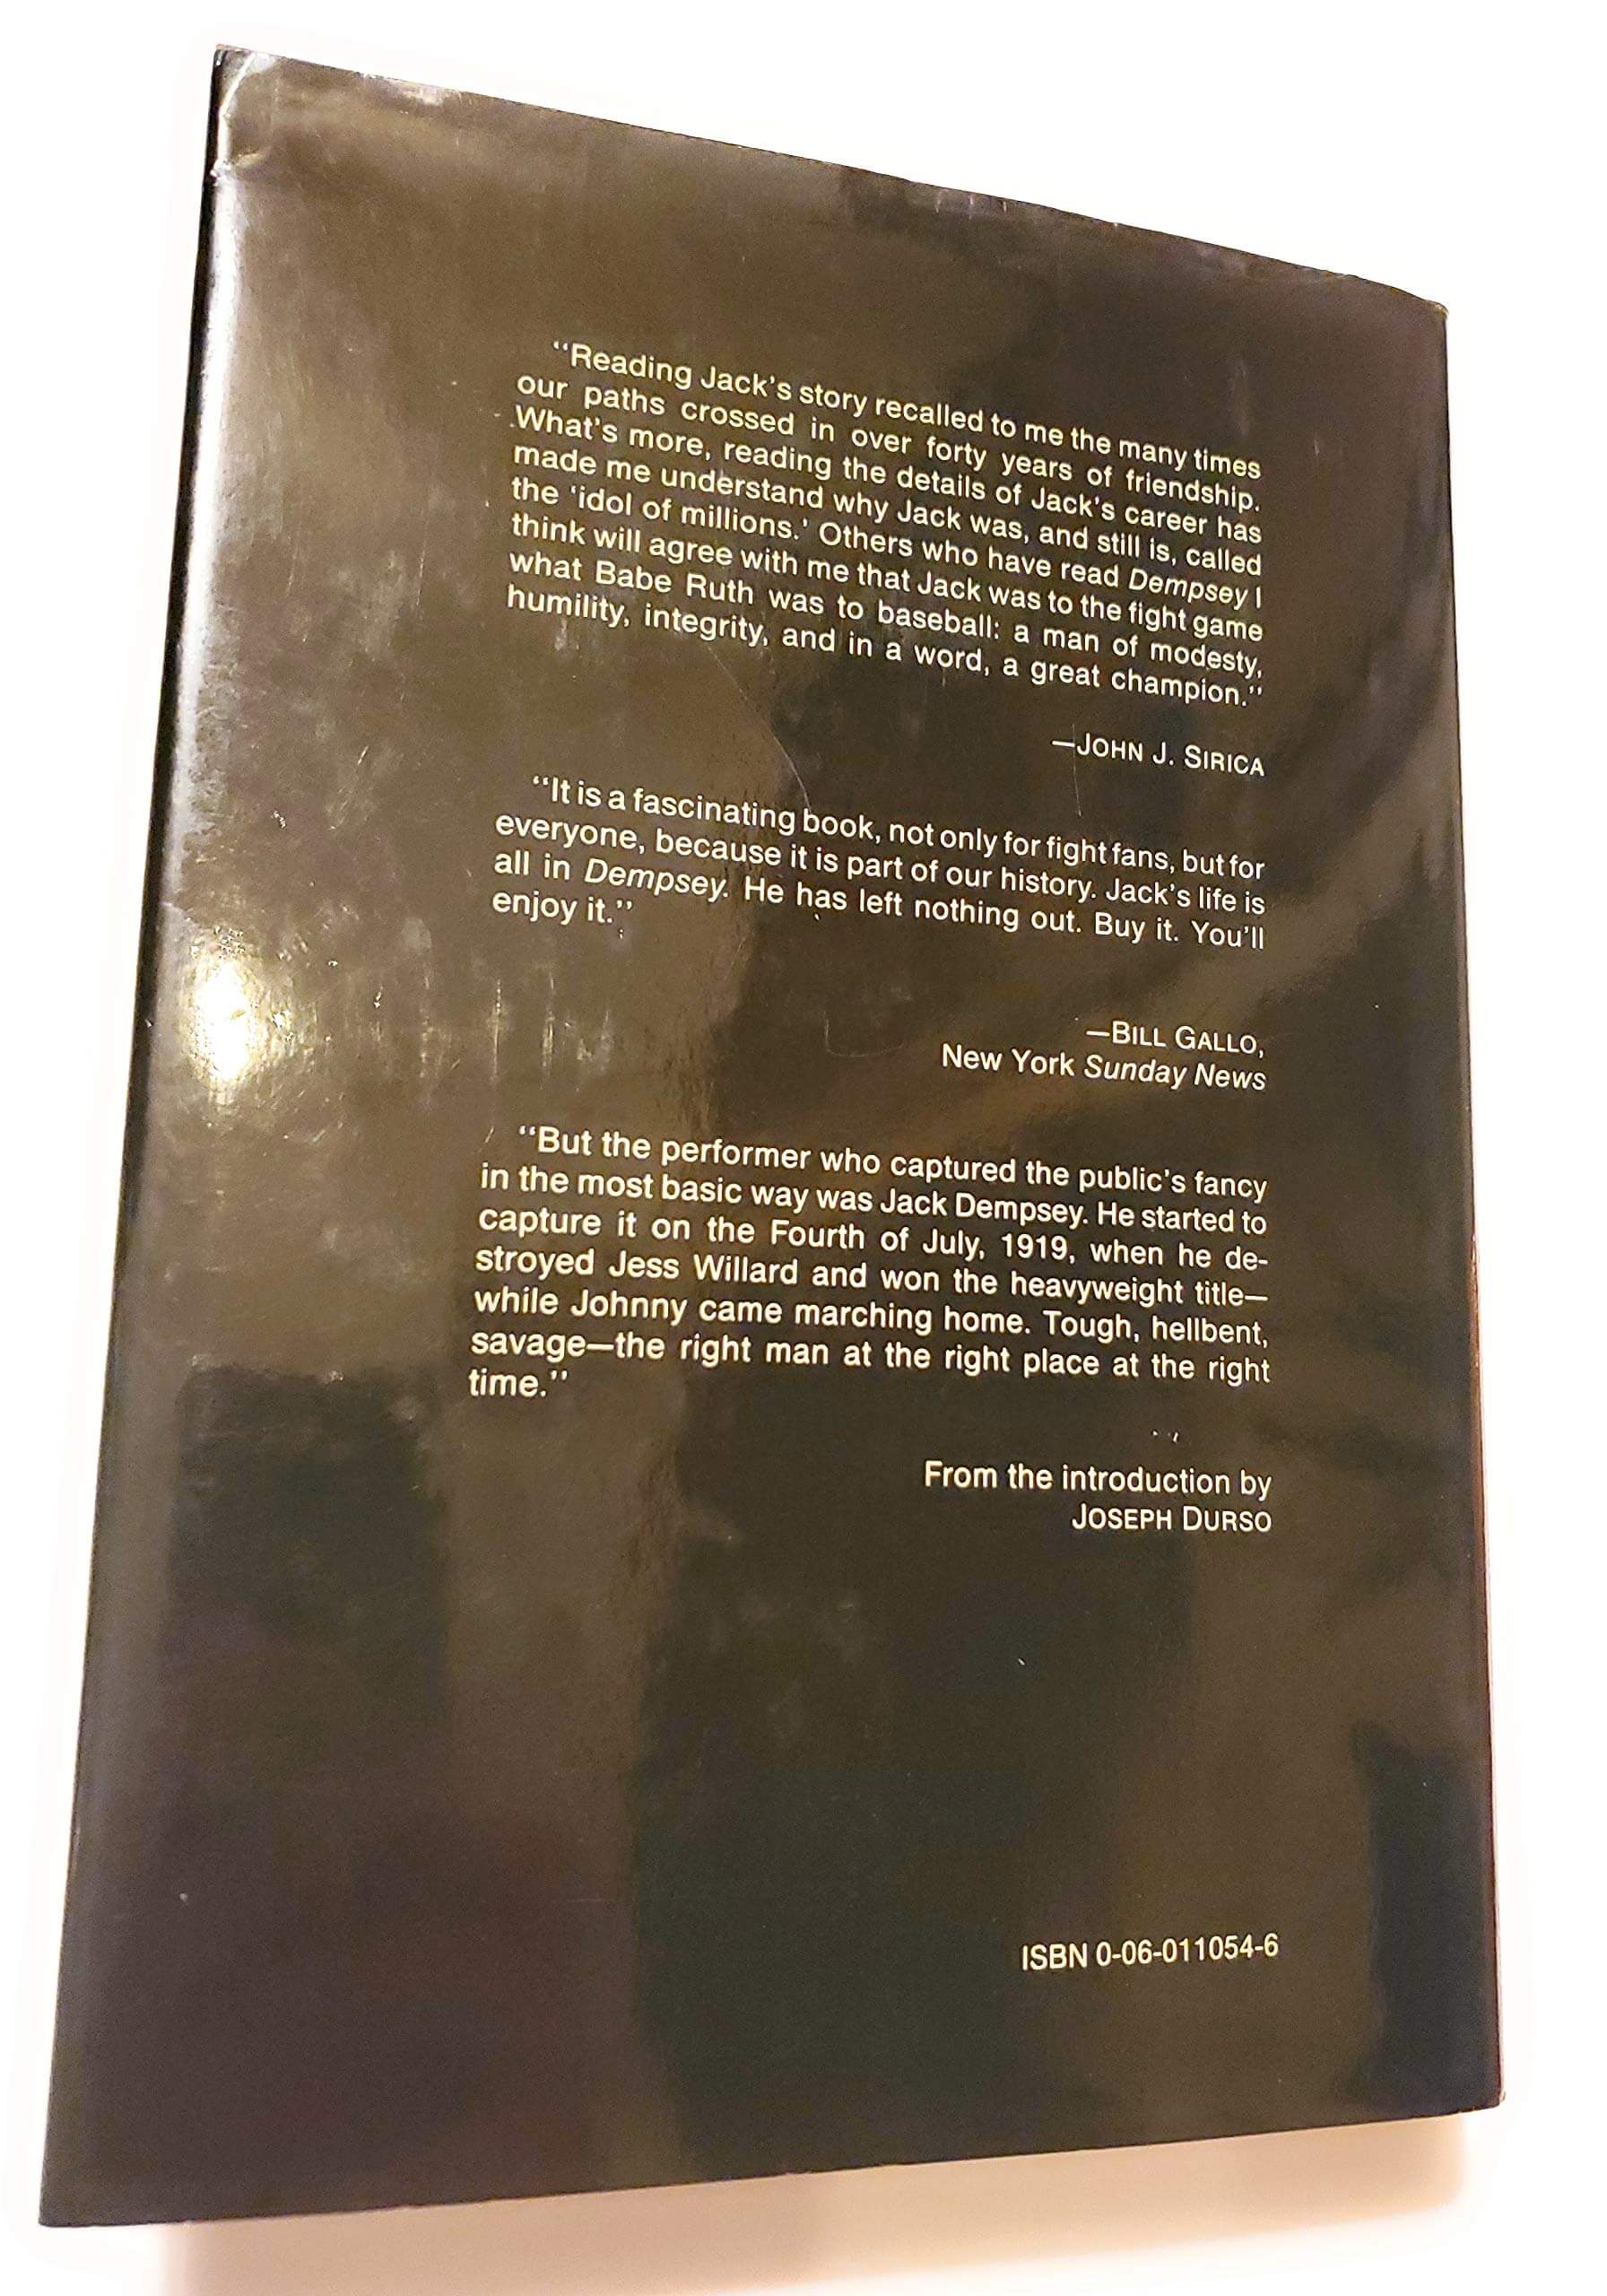 “Reading Jack’s story recalled to me the many times
our paths crossed in over forty years of friendship.
What’s more, reading the details of Jack’s career has
made me understand why Jack was, and still is, called
the ‘idol of millions.’ Others who have read Dempsey I
think will agree with me that Jack was to the fight game
what Babe Ruth was to baseball: a man of modesty,
humility, integrity, and in a word, a great champion.”
—JOHN J. SIRICA
“It is a fascinating book, not only for fight fans, but for
everyone, because it is part of our history. Jack’s life is
all in Dempsey. He has left nothing out. Buy it. You’ll
enjoy it.”
—BILL GALLO,
New York Sunday News
“But the performer who captured the public’s fancy
in the most basic way was Jack Dempsey. He started to
capture it on the Fourth of July, 1919, when he de-
stroyed Jess Willard and won the heavyweight title—
while Johnny came marching home. Tough, hellbent,
savage—the right man at the right place at the right
time.”
From the introduction by
JOSEPH DURSO
ISBN 0-06-011054-6